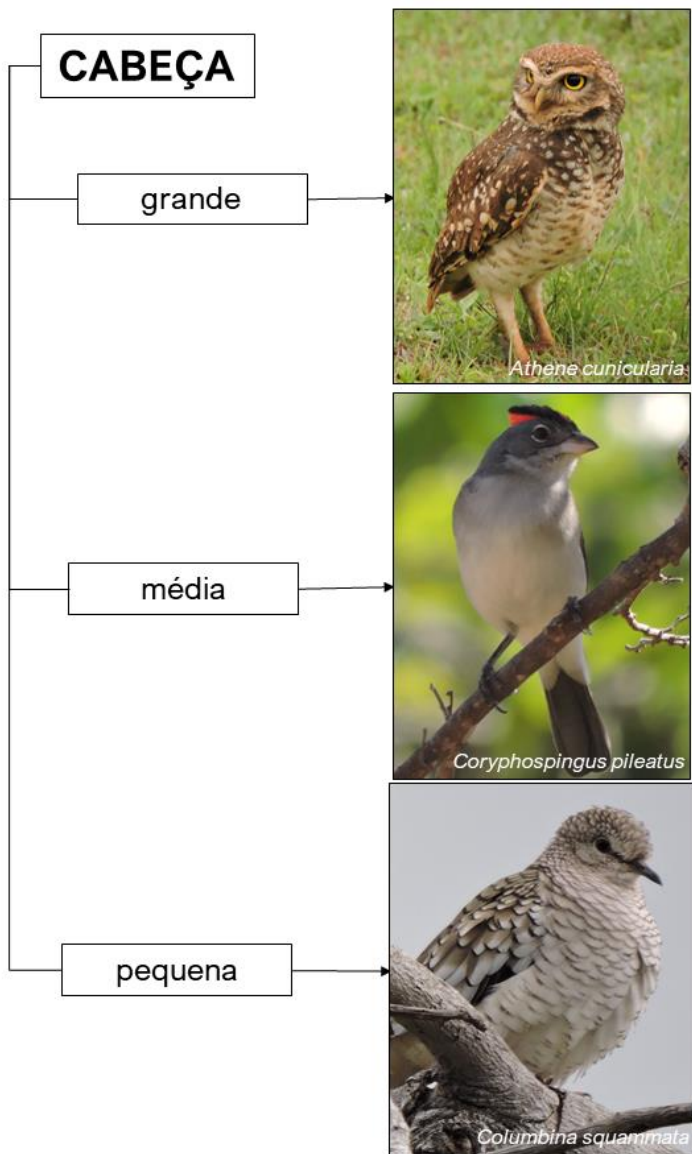 CABEÇA
grande
Athene cunicularia
média
Coryphospingus pileatus
pequena
Columbina squammata